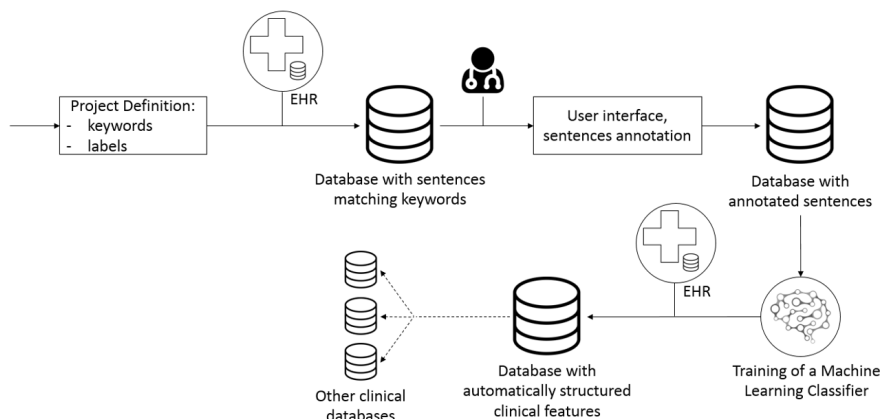 Project Definition:
- keywords
- labels
EHR
Database with sentences
matching keywords
User interface,
sentences annotation
Database with
annotated sentences
EHR
Training of a Machine
Learning Classifier
Database with
automatically structured
clinical features
Other clinical
databases